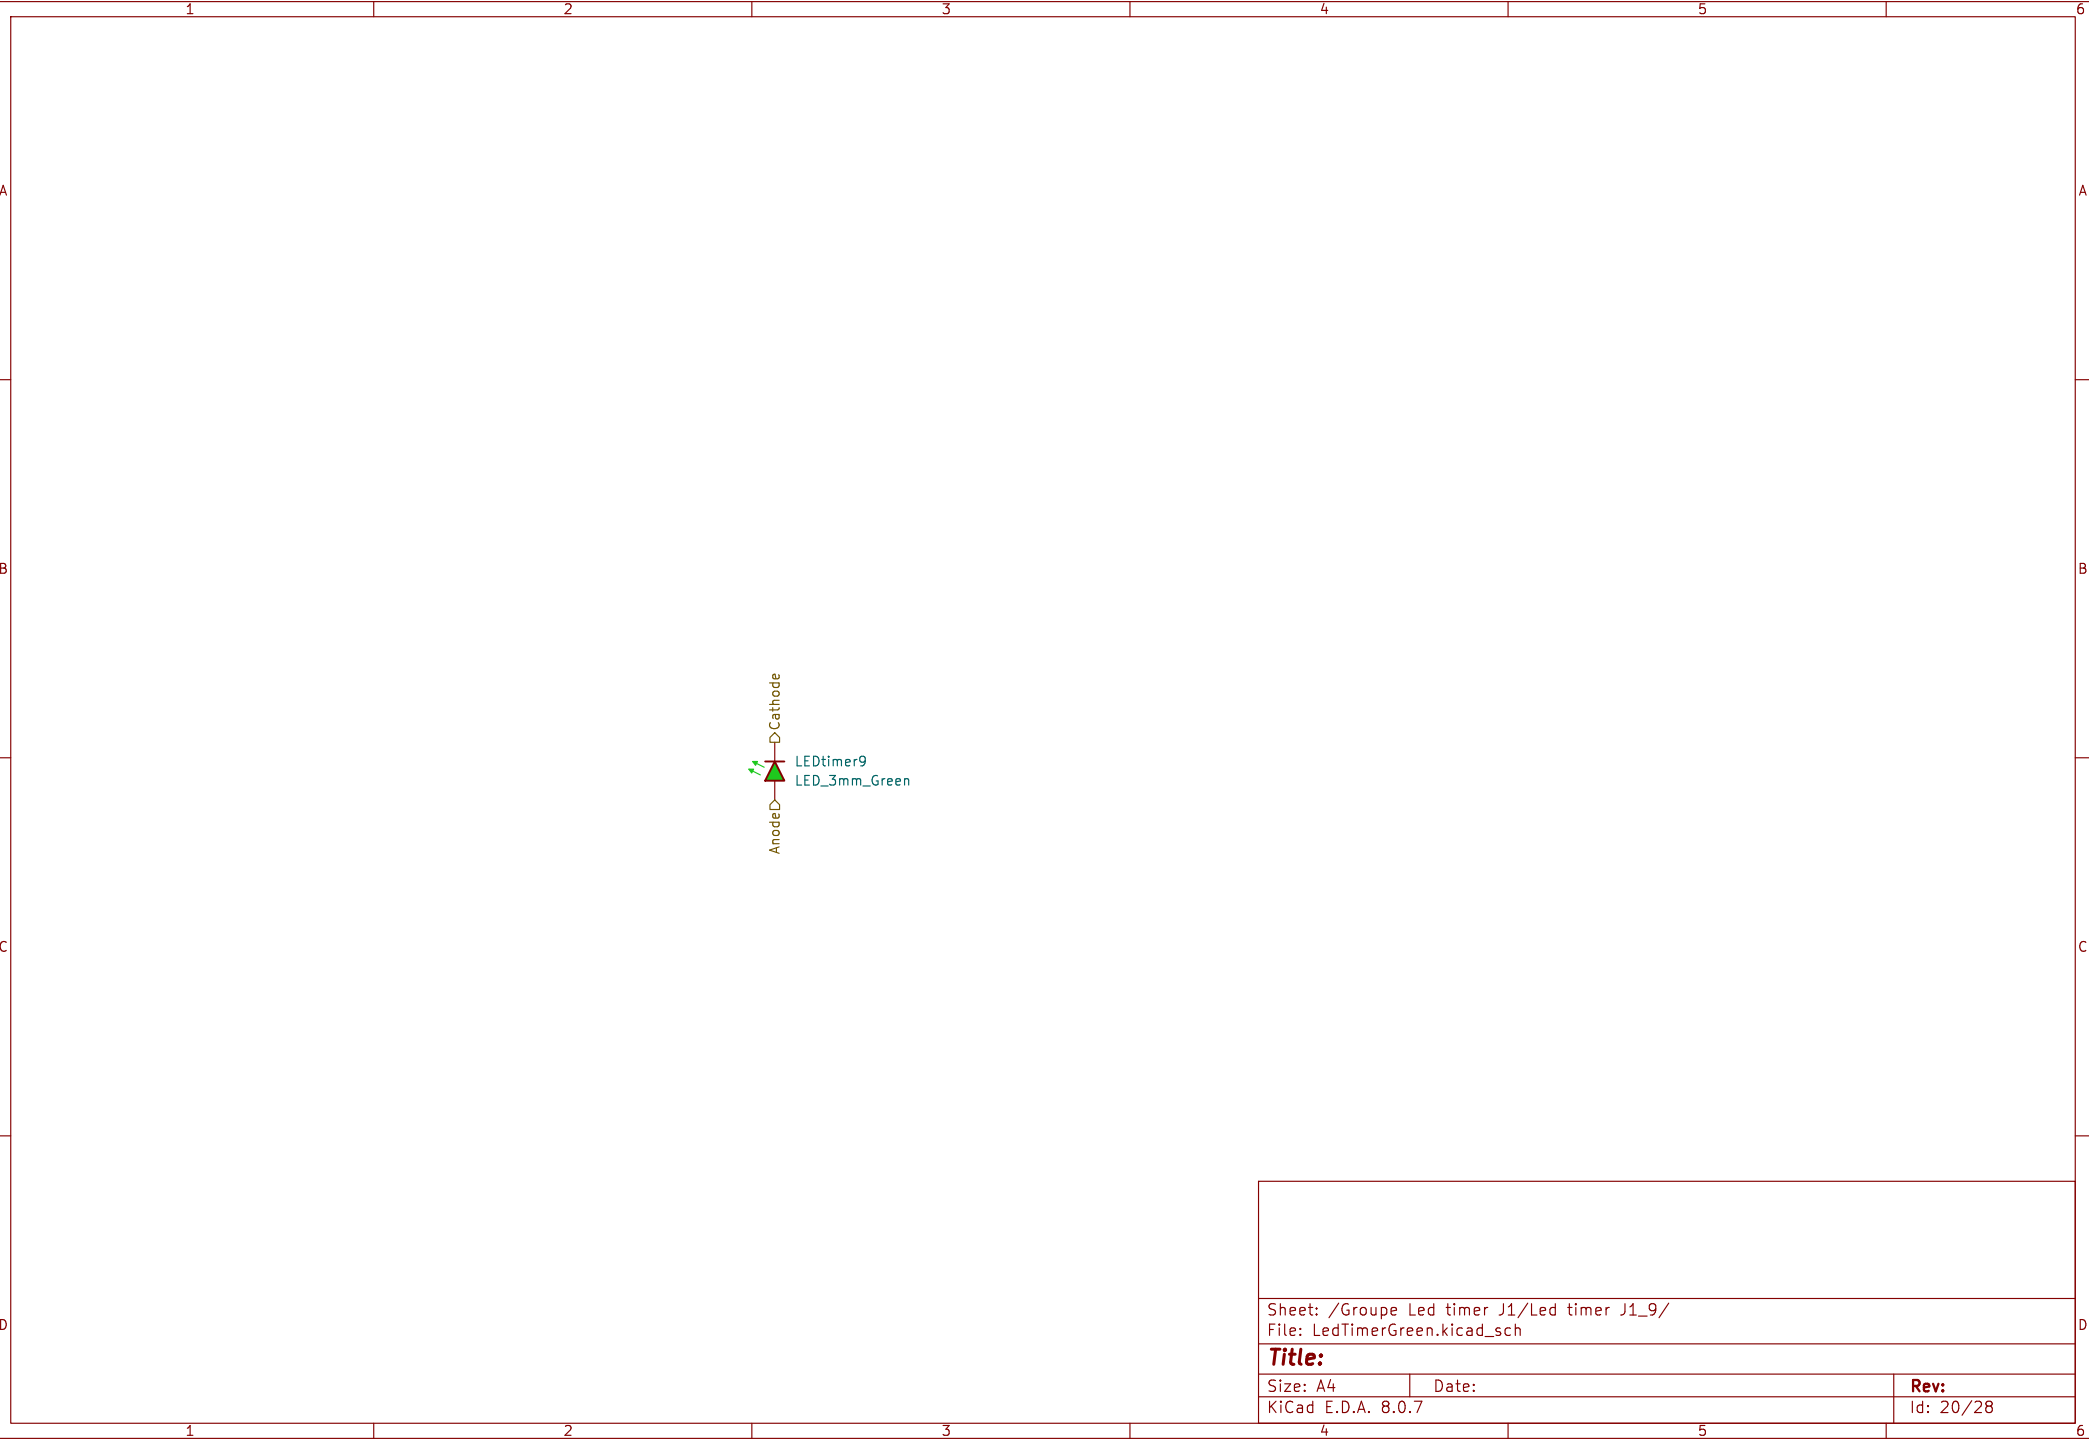 1 2 3 4 5 6
A A
B B
Cathode
LEDtimer9
LED_3mm_Green
Anode
C C
Sheet: /Groupe Led timer J1/Led timer J1_9/
File: LedTimerGreen.kicad_sch
D D
Title:
Size: A4 Date: Rev:
KiCad E.D.A. 8.0.7 Id: 20/28
1 2 3 4 5 6